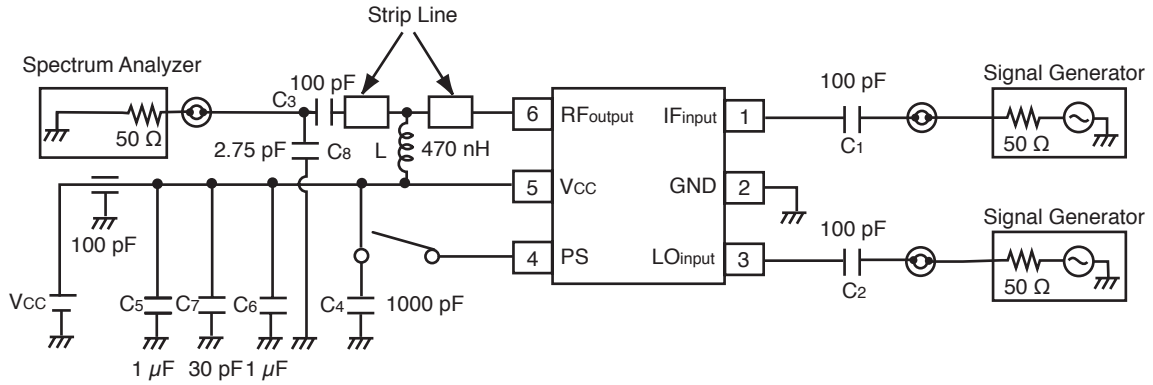 Strip Line
Spectrum Analyzer
50 Ω
C3
100 pF
2.75 pF
C8
L
470 nH
6
RFoutput
5
VCC
4
PS
IFinput
1
GND
2
LOinput
3
100 pF
C1
Signal Generator
50 Ω
100 pF
C2
Signal Generator
50 Ω
100 pF
VCC
C5
C7
C6
C4
1000 pF
1 µF
30 pF
1 µF